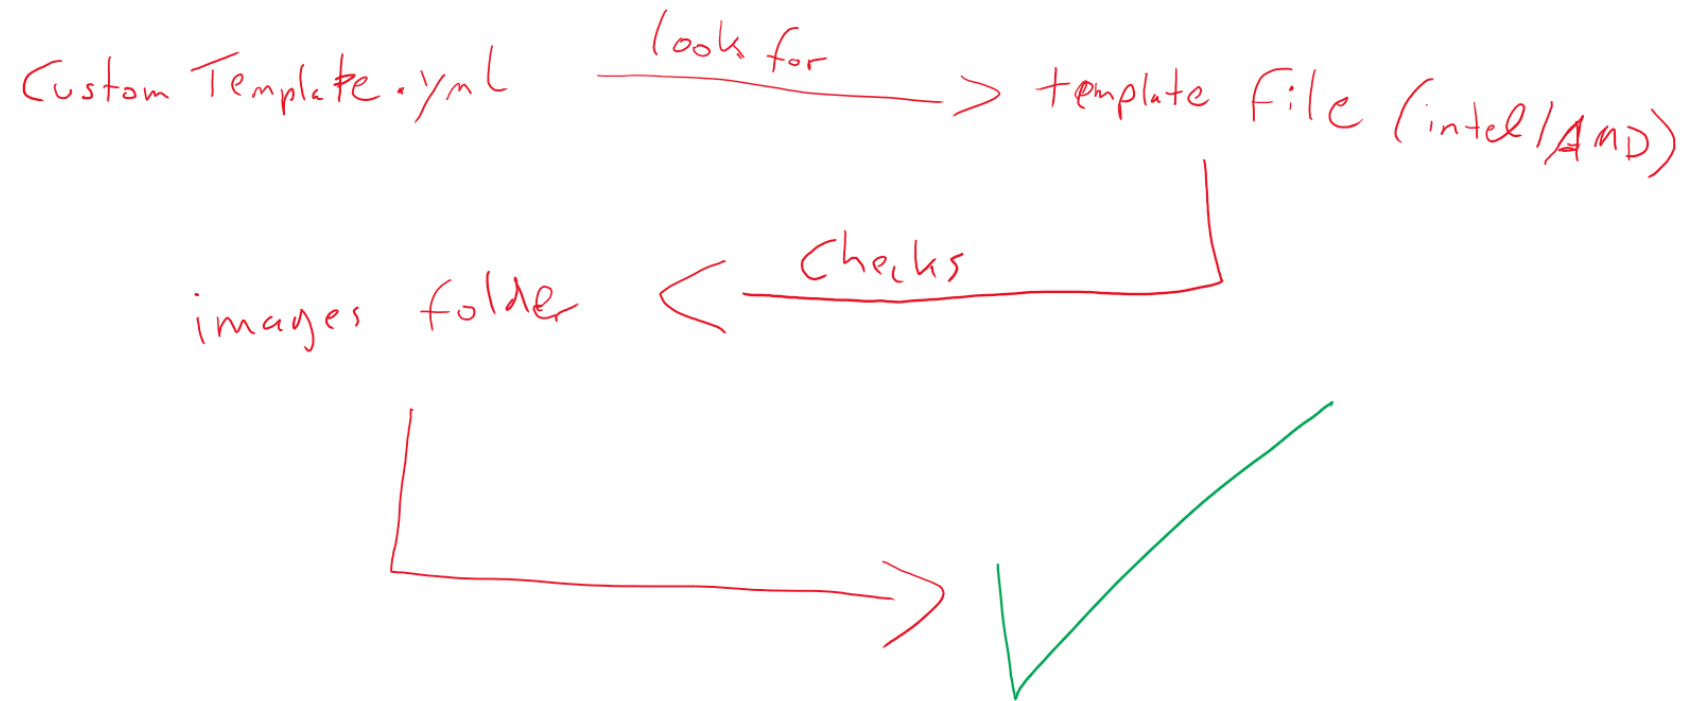 Custom Template.yml
look for
template File (intel/AMD)
Checks
images folder